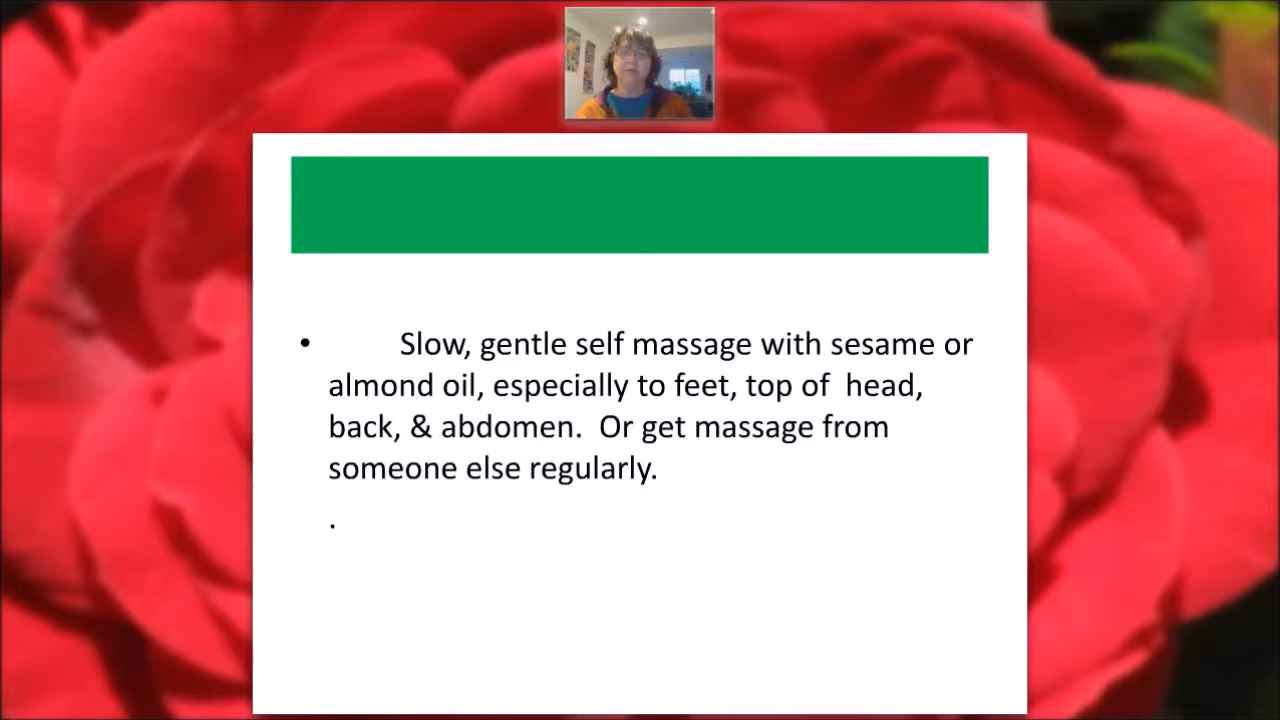 • Slow, gentle self massage with sesame or
almond oil, especially to feet, top of  head,
back, & abdomen.  Or get massage from
someone else regularly.
.